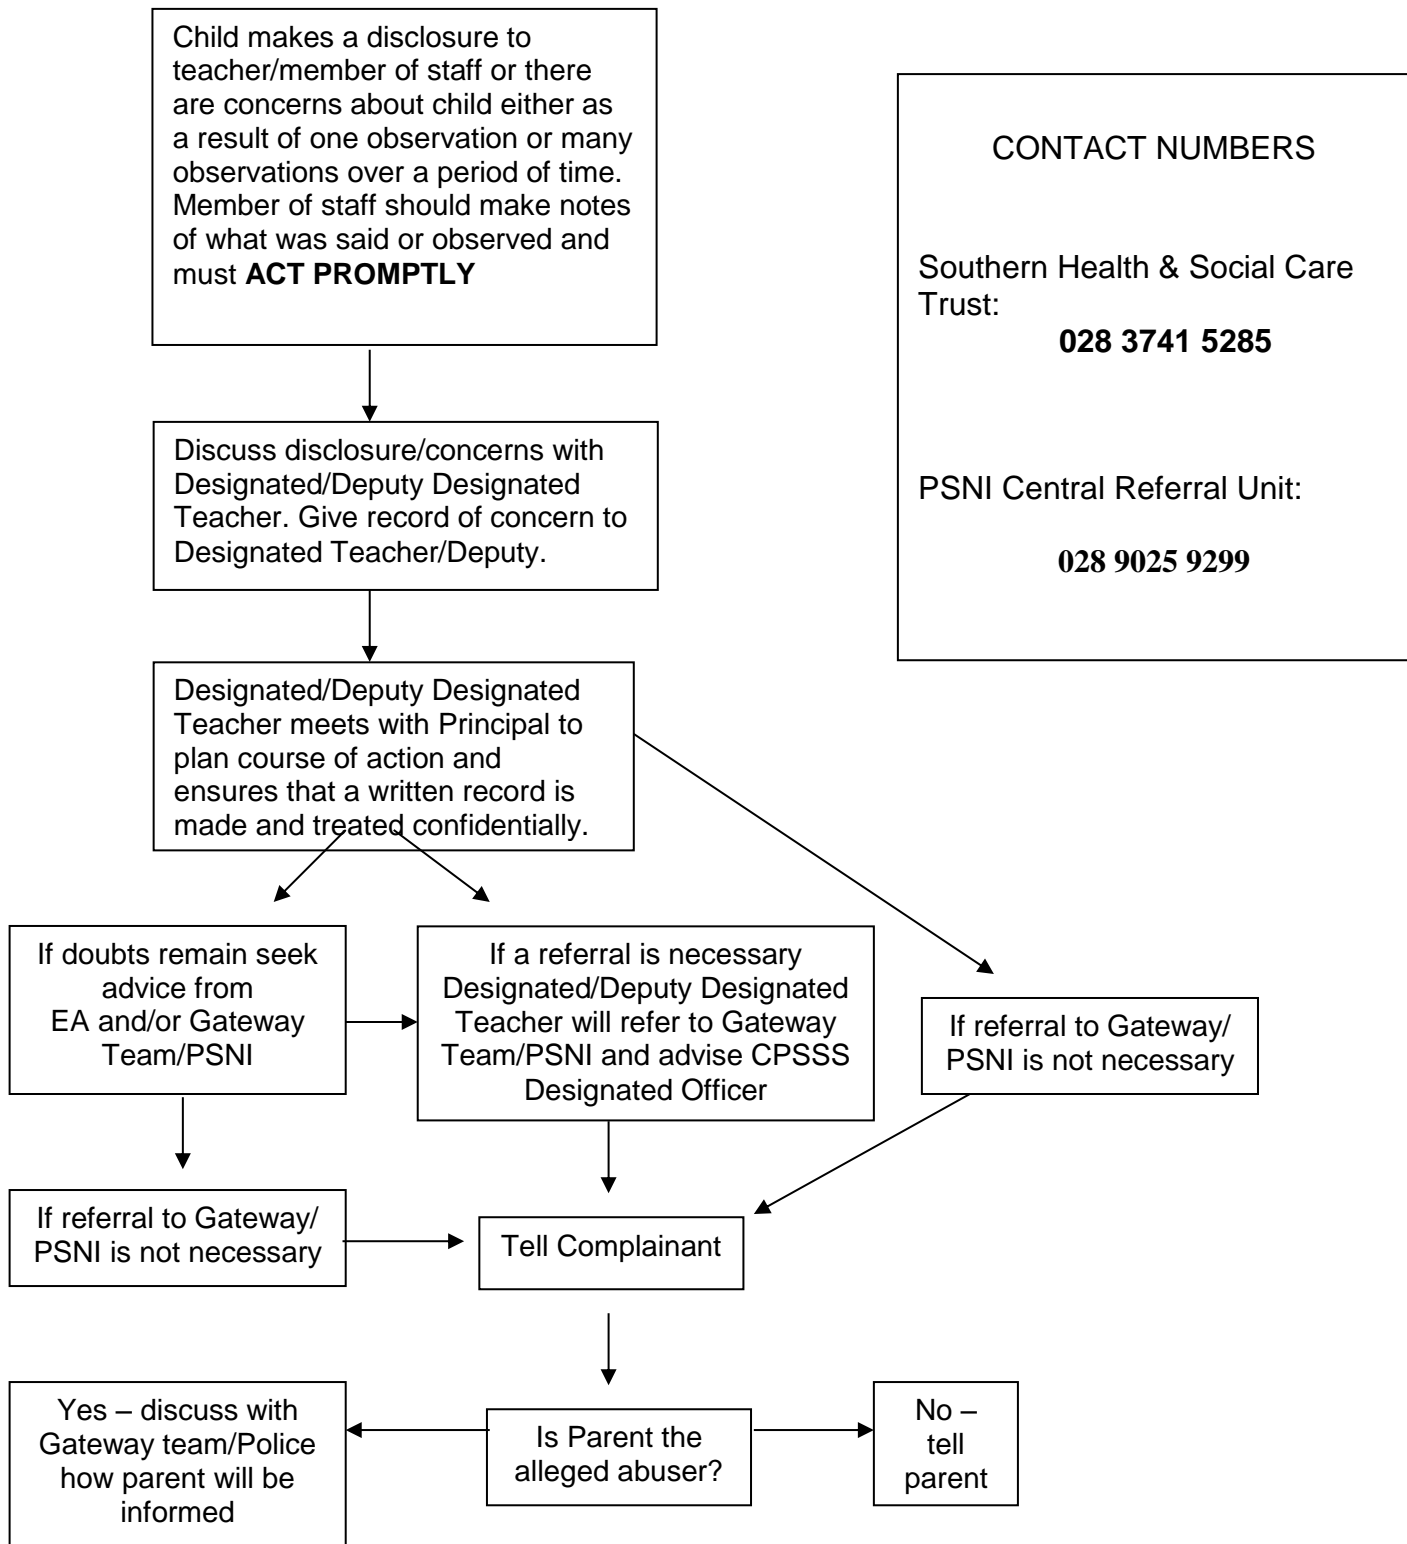 Child makes a disclosure to
teacher/member of staff or there
are concerns about child either as
a result of one observation or many
observations over a period of time.
Member of staff should make notes
of what was said or observed and
must ACT PROMPTLY
CONTACT NUMBERS
Southern Health & Social Care
Trust:
028 3741 5285
PSNI Central Referral Unit:
028 9025 9299
Discuss disclosure/concerns with
Designated/Deputy Designated
Teacher. Give record of concern to
Designated Teacher/Deputy.
Designated/Deputy Designated
Teacher meets with Principal to
plan course of action and
ensures that a written record is
made and treated confidentially.
If doubts remain seek
advice from
EA and/or Gateway
Team/PSNI
If a referral is necessary
Designated/Deputy Designated
Teacher will refer to Gateway
Team/PSNI and advise CPSSS
Designated Officer
If referral to Gateway/
PSNI is not necessary
If referral to Gateway/
PSNI is not necessary
Tell Complainant
Yes – discuss with
Gateway team/Police
how parent will be
informed
Is Parent the
alleged abuser?
No –
tell
parent